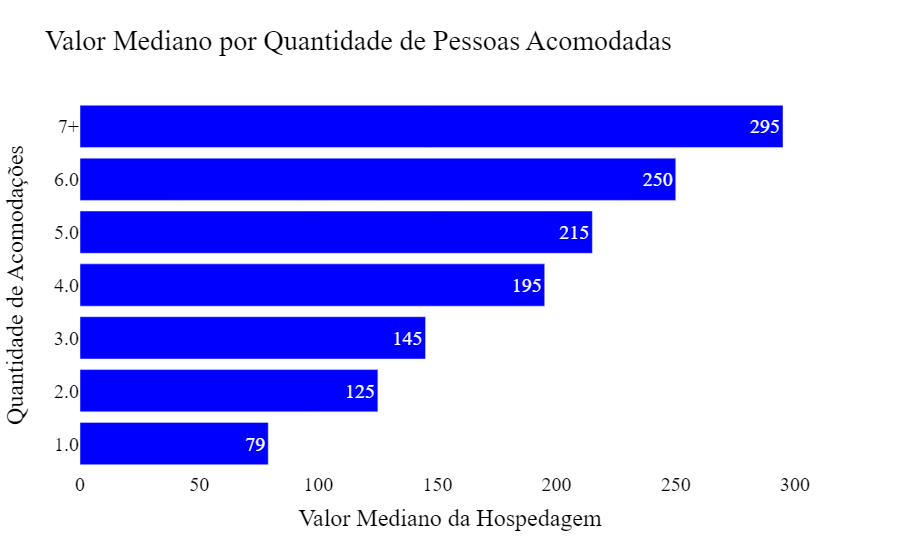 Valor Mediano por Quantidade de Pessoas Acomodadas
Quantidade de Acomodações
7+ 295
6.0 250
5.0 215
4.0 195
3.0 145
2.0 125
1.0 79
0 50 100 150 200 250 300
Valor Mediano da Hospedagem